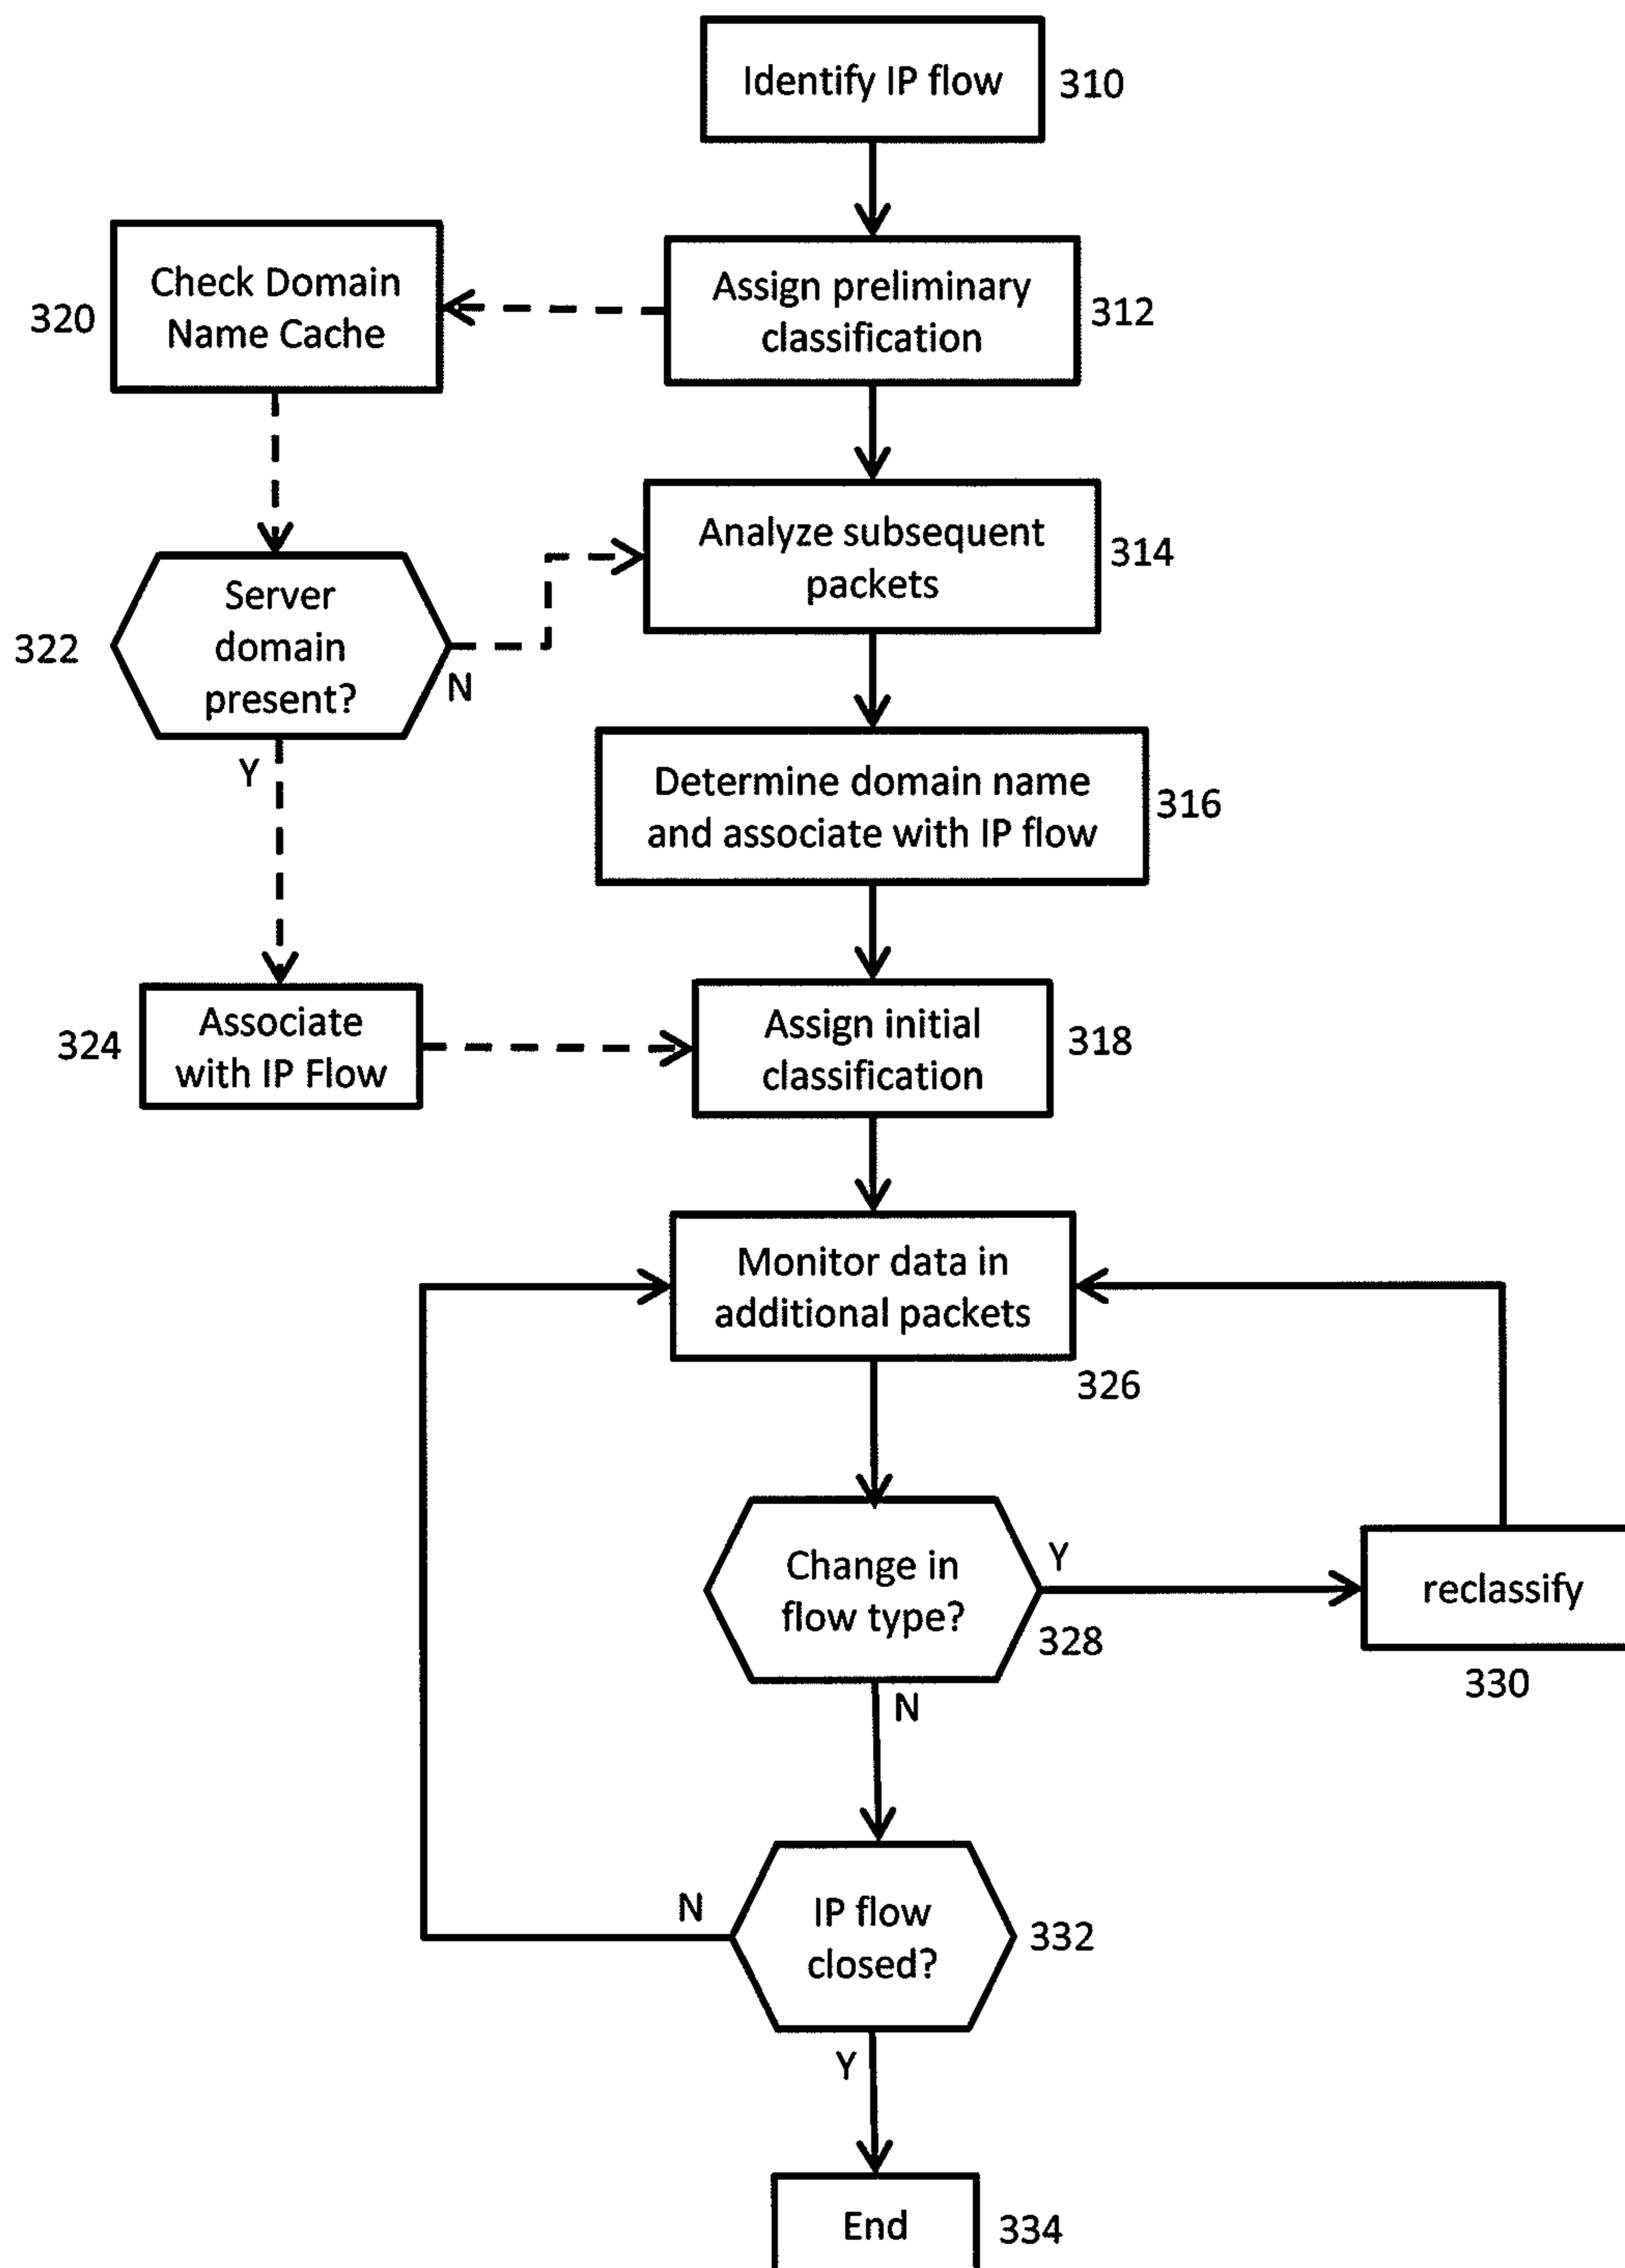 Identify IP flow
310
Assign preliminary
classification
312
Check Domain
Name Cache
320
Analyze subsequent
packets
314
Server
domain
present?
322
N
Y
Determine domain name
and associate with IP flow
316
Associate
with IP Flow
324
Assign initial
classification
318
Monitor data in
additional packets
326
Change in
flow type?
328
Y
reclassify
330
N
IP flow
closed?
332
N
Y
End
334